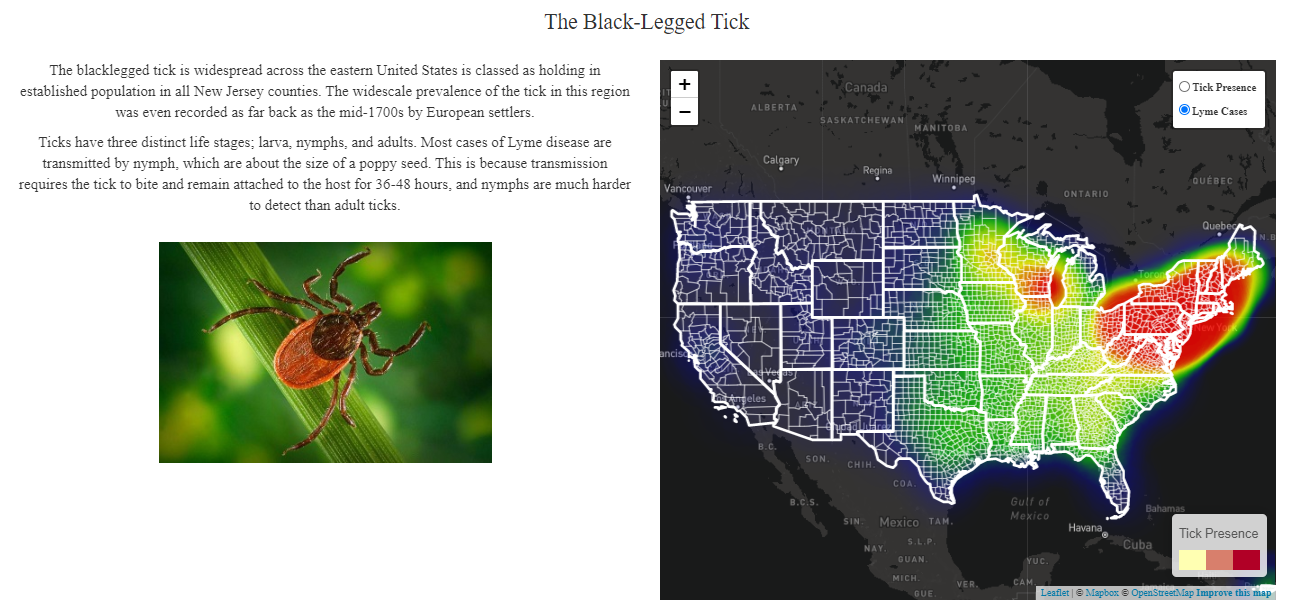 The Black-Legged Tick
The blacklegged tick is widespread across the eastern United States is classed as holding in
established population in all New Jersey counties. The widescale prevalence of the tick in this region
was even recorded as far back as the mid-1700s by European settlers.
Ticks have three distinct life stages; larva, nymphs, and adults. Most cases of Lyme disease are
transmitted by nymph, which are about the size of a poppy seed. This is because transmission
requires the tick to bite and remain attached to the host for 36-48 hours, and nymphs are much harder
to detect than adult ticks.
+
−
Tick Presence
Lyme Cases
Canada
ALBERTA
SASKATCHEWAN
MANITOBA
Calgary
Regina
Winnipeg
Vancouver
ONTARIO
QUÉBEC
Quebec
N.B
Toron
New York
ancisc
Las Vegas
Angeles
B.C.
SON.
CHIH.
COA.
B.C.S.
Gulf of
Mexico
SIN.
Mexico
TAM.
Bahamas
Havana
Cuba
S.L.P.
NAY.
GUAN.
YUC.
MICH.
VER.
CAM.
GUE.
Tick Presence
Leaflet | © Mapbox © OpenStreetMap Improve this map